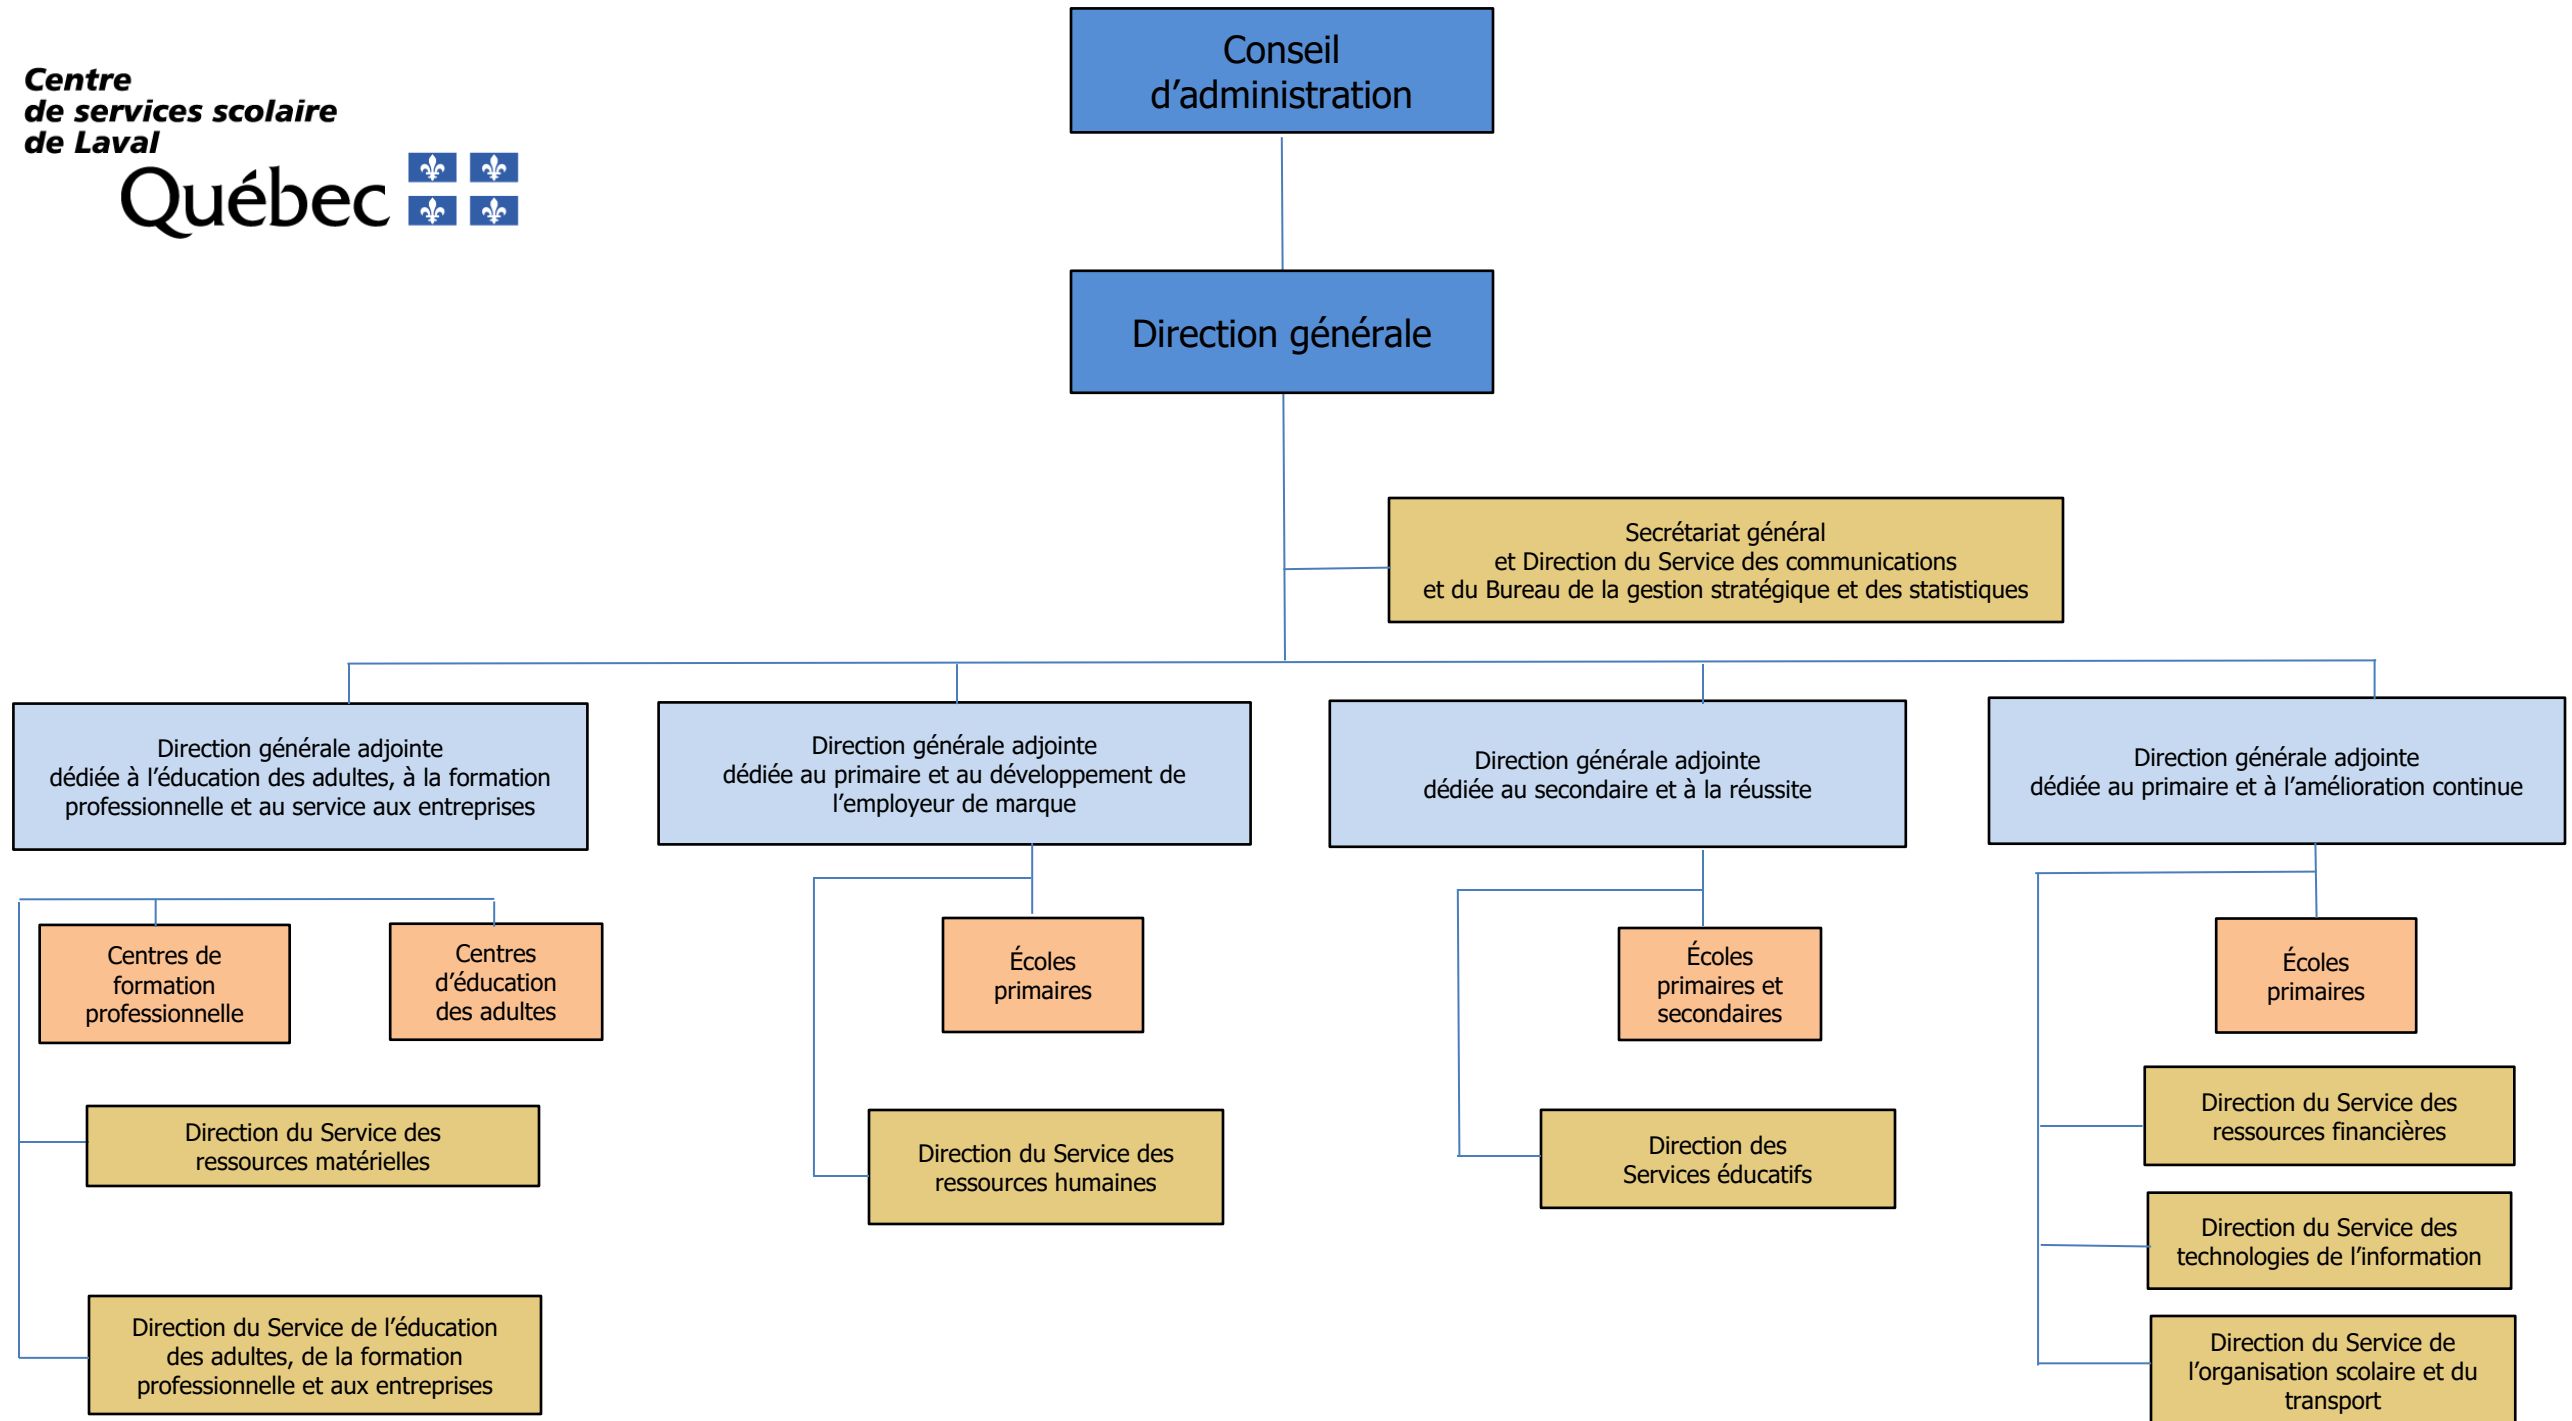 Centre
de services scolaire
de Laval
Québec
Conseil
d’administration
Direction générale
Secrétariat général
et Direction du Service des communications
et du Bureau de la gestion stratégique et des statistiques
Direction générale adjointe
dédiée à l’éducation des adultes, à la formation
professionnelle et au service aux entreprises
Direction générale adjointe
dédiée au primaire et au développement de
l’employeur de marque
Direction générale adjointe
dédiée au secondaire et à la réussite
Direction générale adjointe
dédiée au primaire et à l’amélioration continue
Centres de
formation
professionnelle
Centres
d’éducation
des adultes
Écoles
primaires
Écoles
primaires et
secondaires
Écoles
primaires
Direction du Service des
ressources matérielles
Direction du Service des
ressources humaines
Direction des
Services éducatifs
Direction du Service des
ressources financières
Direction du Service des
technologies de l’information
Direction du Service de l’éducation
des adultes, de la formation
professionnelle et aux entreprises
Direction du Service de
l’organisation scolaire et du
transport